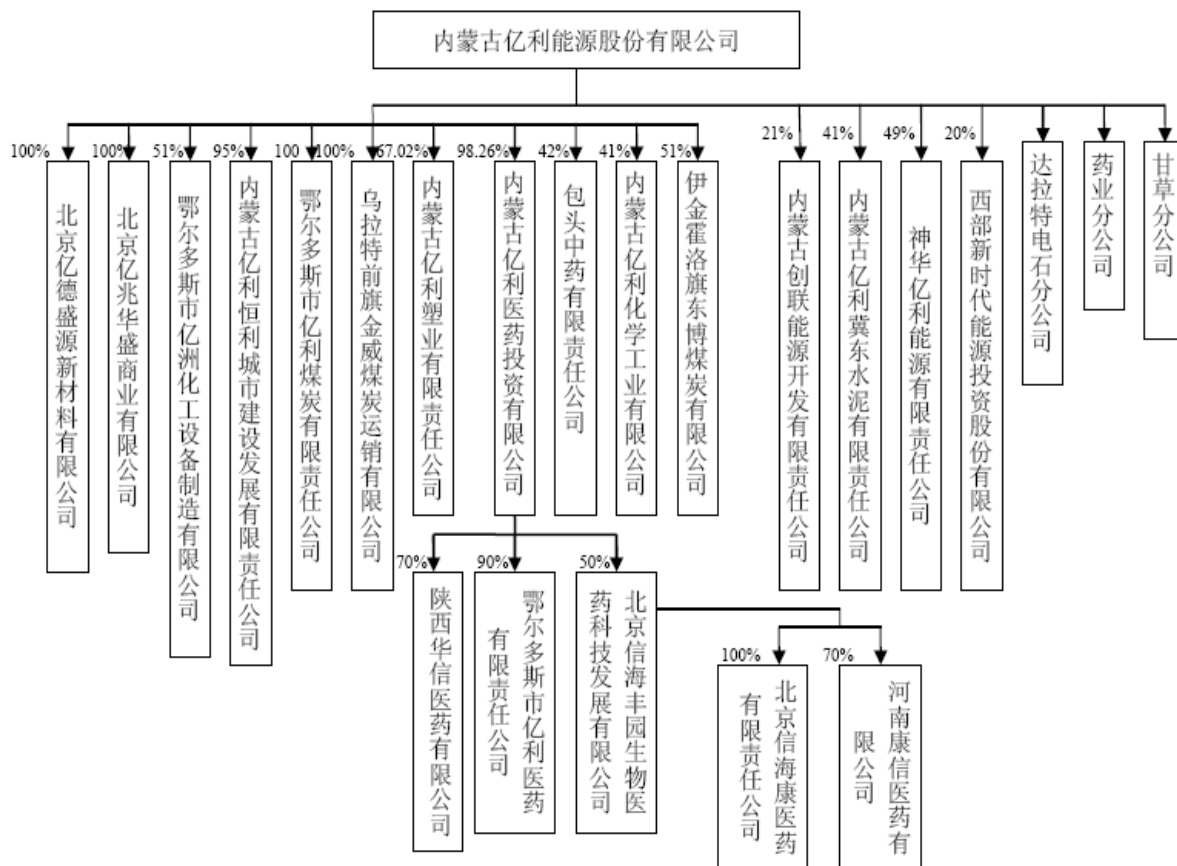 内蒙古亿利能源股份有限公司
100%
北京亿德盛源新材料有限公司
100%
北京亿兆华盛商业有限公司
51%
鄂尔多斯市亿洲化工设备制造有限公司
95%
内蒙古亿利恒利城市建设发展有限责任公司
100
鄂尔多斯市亿利煤炭有限责任公司
100%
乌拉特前旗金威煤炭运销有限公司
67.02%
内蒙古亿利塑业有限责任公司
98.26%
内蒙古亿利医药投资有限公司
42%
包头中药有限责任公司
41%
内蒙古亿利化学工业有限公司
51%
伊金霍洛旗东博煤炭有限公司
21%
内蒙古创联能源开发有限责任公司
41%
内蒙古亿利冀东水泥有限责任公司
49%
神华亿利能源有限责任公司
20%
西部新时代能源投资股份有限公司
达拉特电石分公司
药业分公司
甘草分公司
70%
陕西华信医药有限公司
90%
鄂尔多斯市亿利医药
有限责任公司
50%
北京信海丰园生物医
药科技发展有限公司
100%
北京信海康医药
有限责任公司
70%
河南康信医药有
限公司